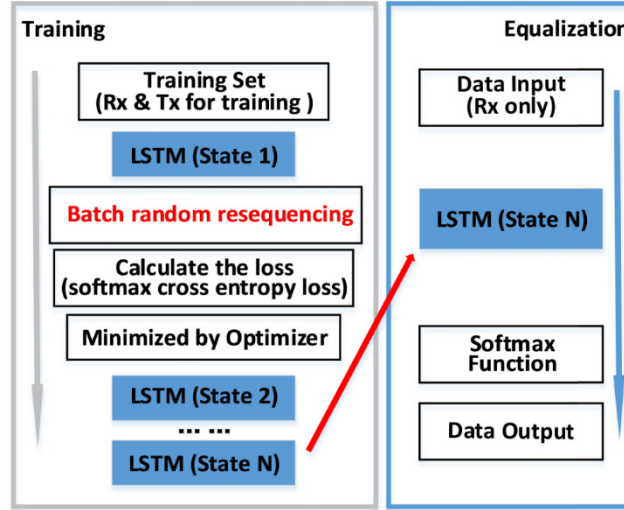 Training
Training Set
(Rx & Tx for training )
LSTM (State 1)
Batch random resequencing
Calculate the loss
(softmax cross entropy loss)
Minimized by Optimizer
LSTM (State 2)
... ...
LSTM (State N)
Equalization
Data Input
(Rx only)
LSTM (State N)
Softmax
Function
Data Output